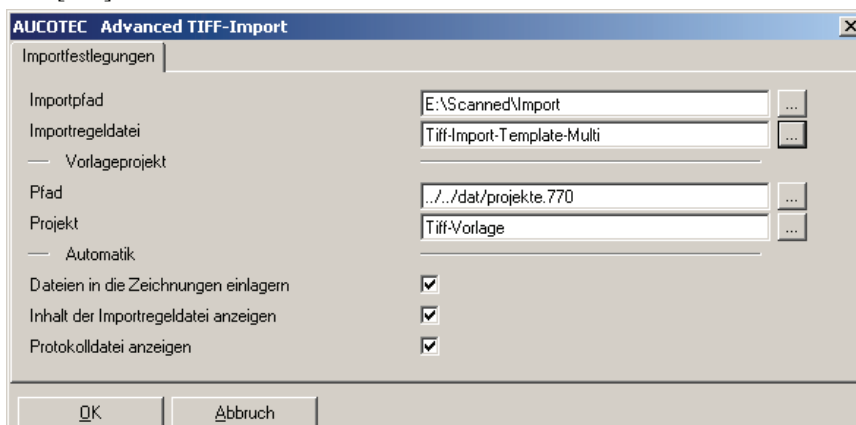 AUCOTEC Advanced TIFF-Import
Importfestlegungen
Importpfad E:\Scanned\Import ...
Importregeldatei Tiff-Import-Template-Multi ...
Vorlageprojekt
Pfad ../../dat/projekte.770 ...
Projekt Tiff-Vorlage ...
Automatik
Dateien in die Zeichnungen einlagern
Inhalt der Importregeldatei anzeigen
Protokolldatei anzeigen
OK Abbruch